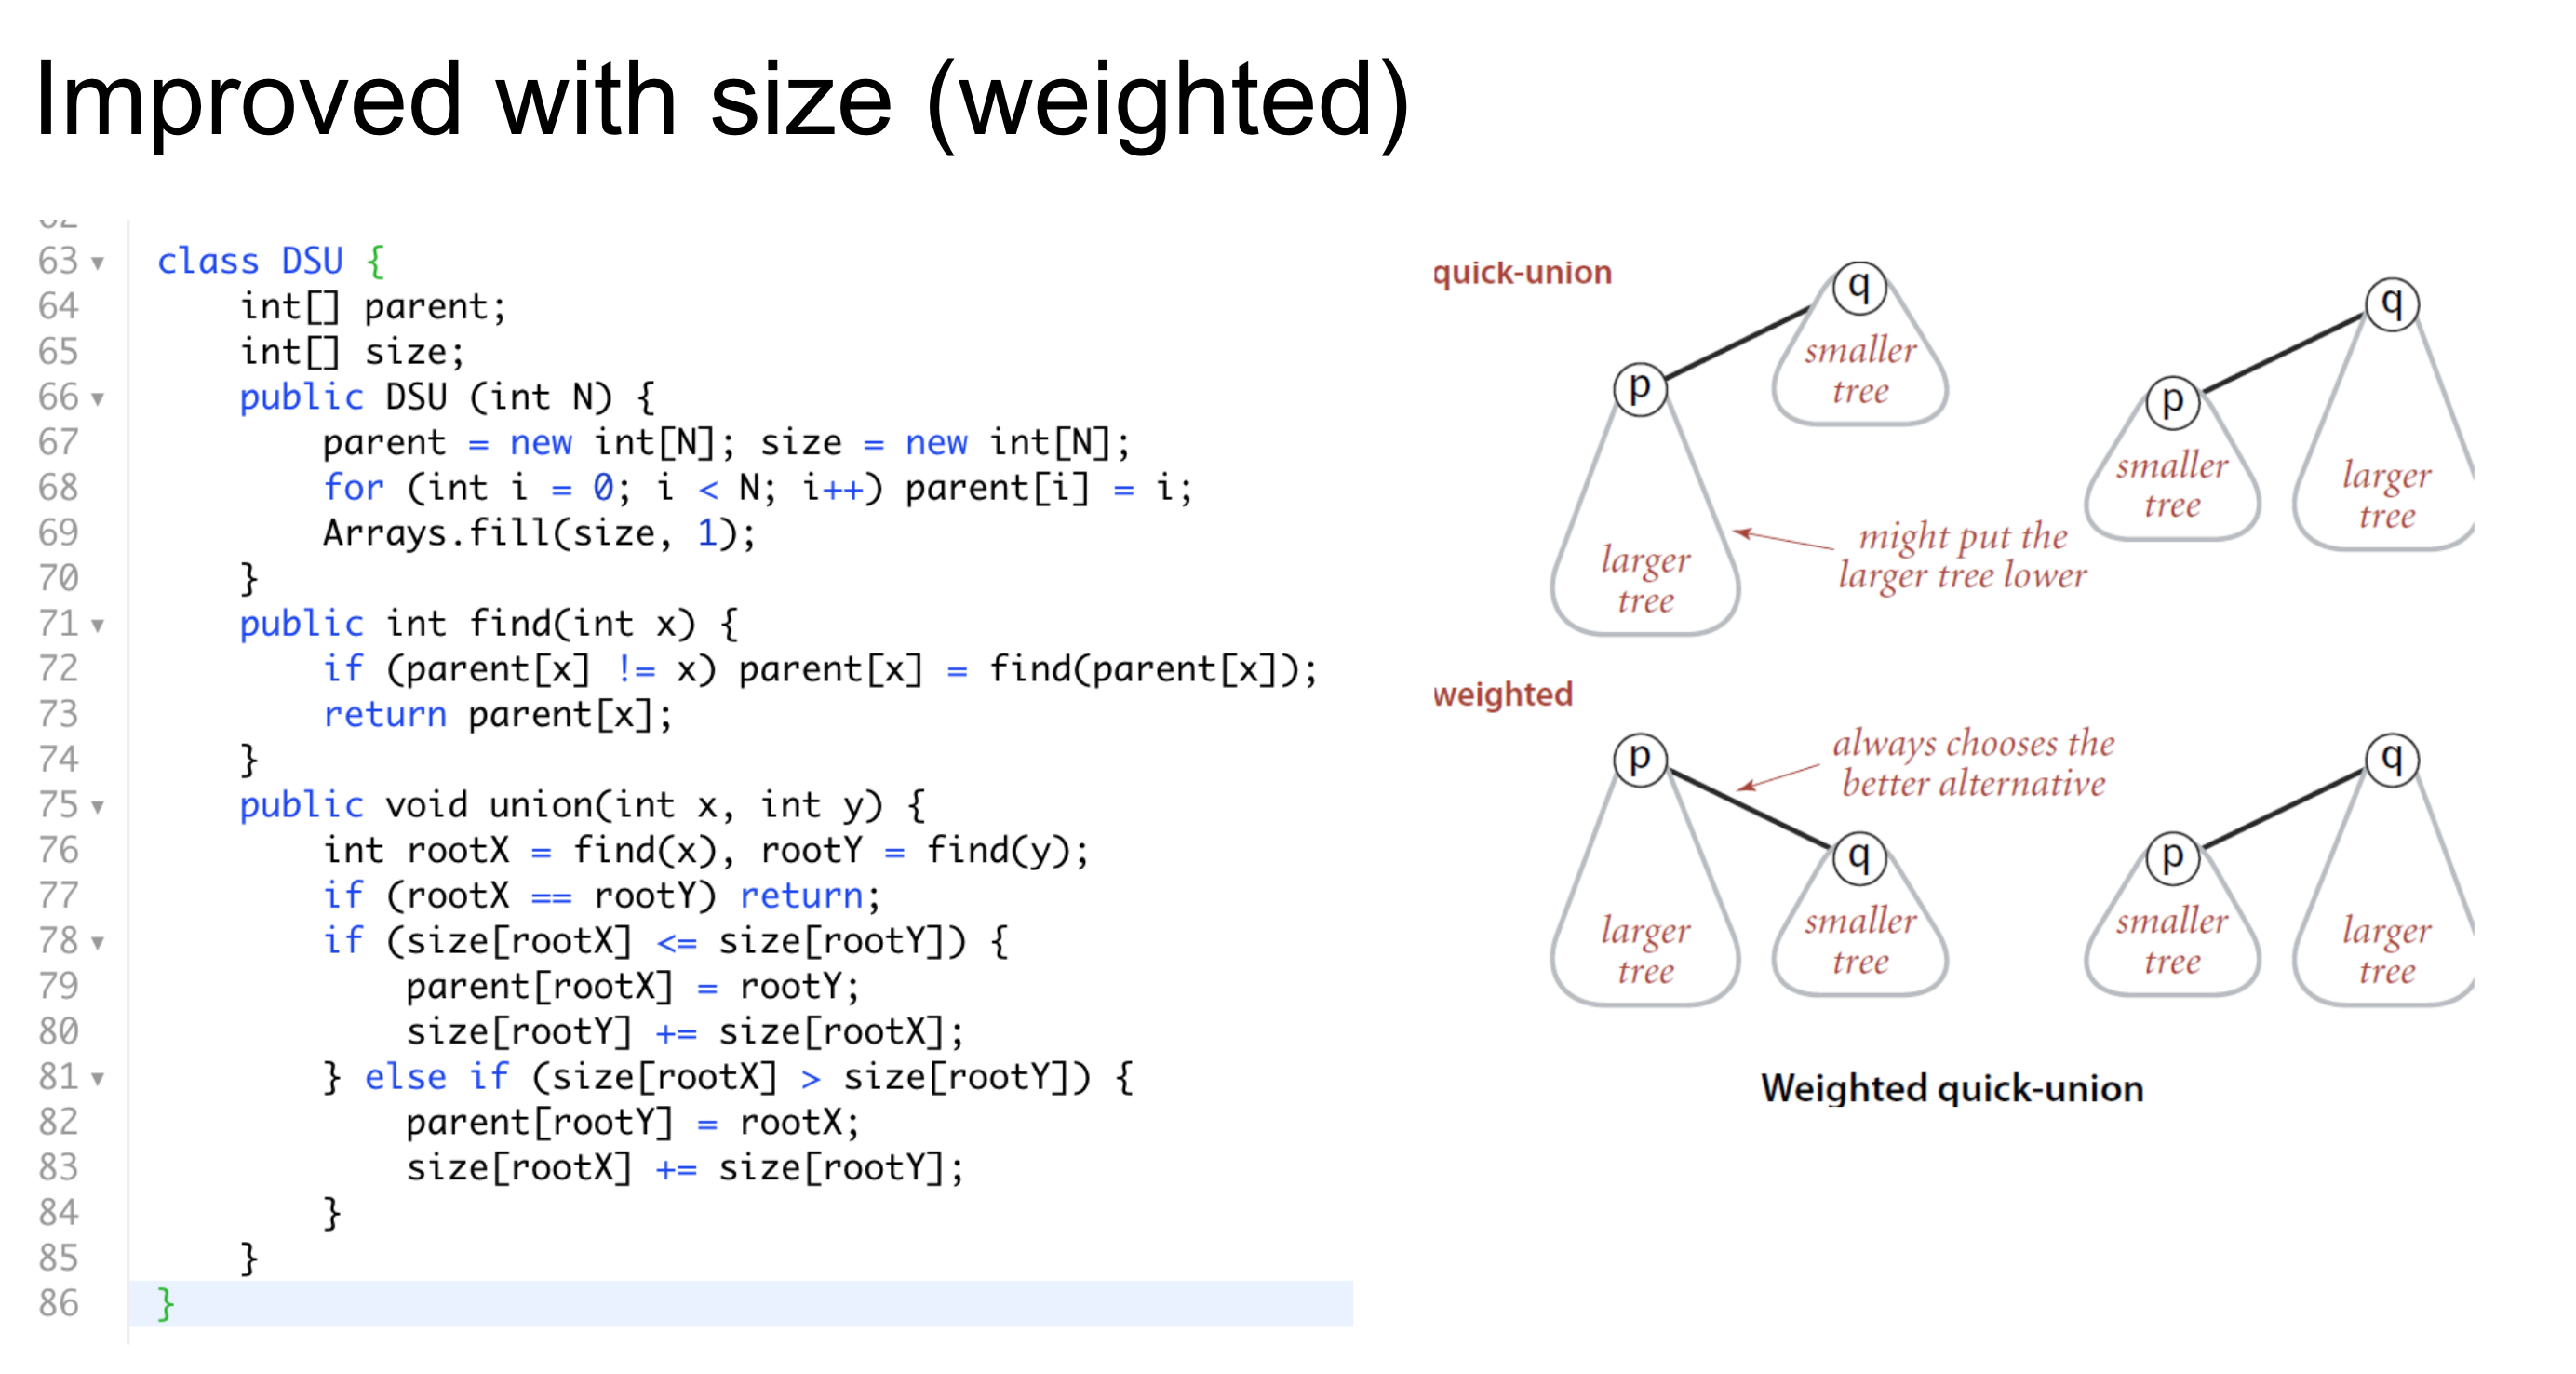 Improved with size (weighted)
63 class DSU {
64 int[] parent;
65 int[] size;
66 public DSU (int N) {
67 parent = new int[N]; size = new int[N];
68 for (int i = 0; i < N; i++) parent[i] = i;
69 Arrays.fill(size, 1);
70 }
71 public int find(int x) {
72 if (parent[x] != x) parent[x] = find(parent[x]);
73 return parent[x];
74 }
75 public void union(int x, int y) {
76 int rootX = find(x), rootY = find(y);
77 if (rootX == rootY) return;
78 if (size[rootX] <= size[rootY]) {
79 parent[rootX] = rootY;
80 size[rootY] += size[rootX];
81 } else if (size[rootX] > size[rootY]) {
82 parent[rootY] = rootX;
83 size[rootX] += size[rootY];
84 }
85 }
86 }
quick-union
q
smaller
tree
p
larger
tree
might put the
larger tree lower
q
p
smaller
tree
larger
tree
weighted
p
always chooses the
better alternative
q
larger
tree
smaller
tree
q
p
smaller
tree
larger
tree
Weighted quick-union